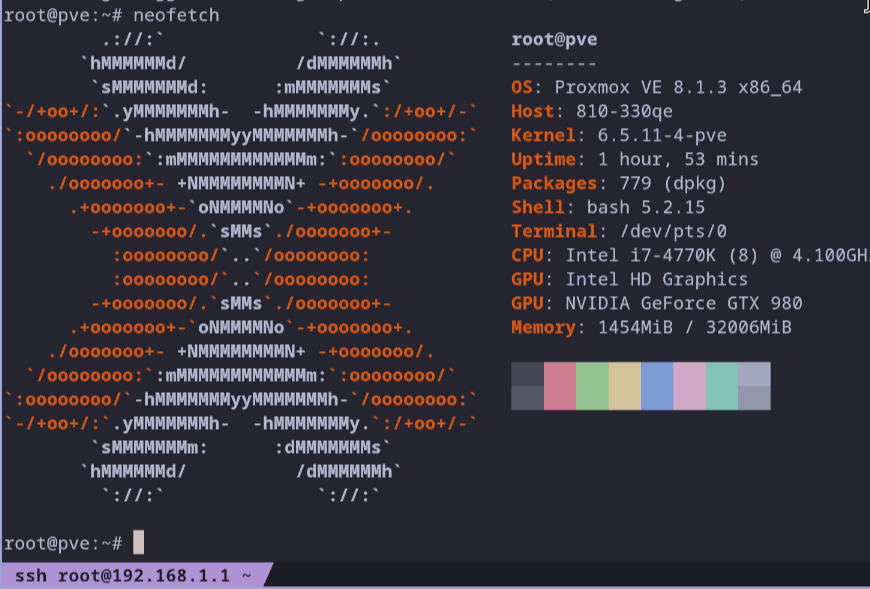 root@pve:~# neofetch
         .://:`              `://:.            root@pve
       `hMMMMMMd/          /dMMMMMMh`          --------
        `sMMMMMMMd:      :mMMMMMMMs`           OS: Proxmox VE 8.1.3 x86_64
`-/+oo+/:`.yMMMMMMMh-  -hMMMMMMMy.`:/+oo+/-`   Host: 810-330qe
`:oooooooo/`-hMMMMMMMyyMMMMMMMh-`/oooooooo:`   Kernel: 6.5.11-4-pve
  `/oooooooo:`:mMMMMMMMMMMMMm:`:oooooooo/`     Uptime: 1 hour, 53 mins
    ./ooooooo+- +NMMMMMMMMN+ -+ooooooo/.       Packages: 779 (dpkg)
      .+ooooooo+-`oNMMMMNo`-+ooooooo+.         Shell: bash 5.2.15
        -+ooooooo/.`sMMs`./ooooooo+-           Terminal: /dev/pts/0
          :oooooooo/`..`/oooooooo:             CPU: Intel i7-4770K (8) @ 4.100GH
          :oooooooo/`..`/oooooooo:             GPU: Intel HD Graphics
        -+ooooooo/.`sMMs`./ooooooo+-           GPU: NVIDIA GeForce GTX 980
      .+ooooooo+-`oNMMMMNo`-+ooooooo+.         Memory: 1454MiB / 32006MiB
    ./ooooooo+- +NMMMMMMMMN+ -+ooooooo/.
  `/oooooooo:`:mMMMMMMMMMMMMm:`:oooooooo/`
`:oooooooo/`-hMMMMMMMyyMMMMMMMh-`/oooooooo:`
`-/+oo+/:`.yMMMMMMMh-  -hMMMMMMMy.`:/+oo+/-`
        `sMMMMMMMm:      :dMMMMMMMs`
       `hMMMMMMd/          /dMMMMMMh`
         `://:`              `://:`
root@pve:~#
ssh root@192.168.1.1 ~